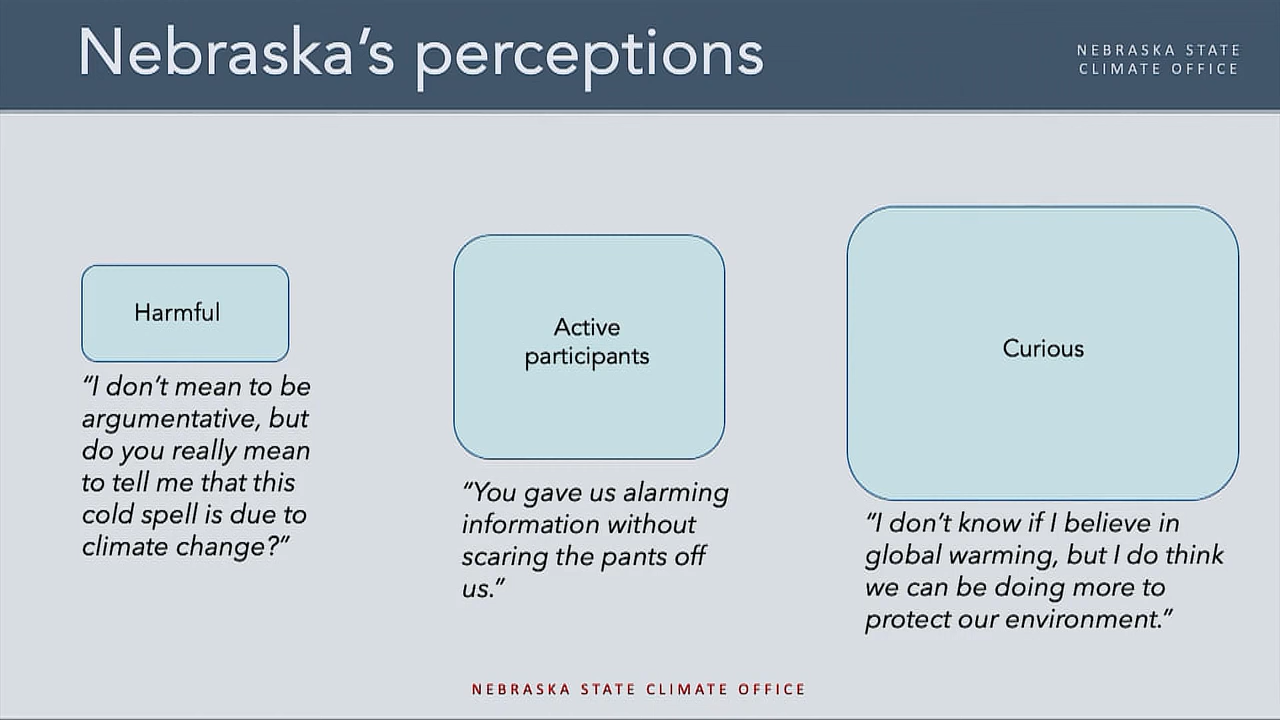 Nebraska’s perceptions
NEBRASKA STATE
CLIMATE OFFICE
Harmful
“I don’t mean to be
argumentative, but
do you really mean
to tell me that this
cold spell is due to
climate change?”
Active
participants
“You gave us alarming
information without
scaring the pants off
us.”
Curious
“I don’t know if I believe in
global warming, but I do think
we can be doing more to
protect our environment.”
NEBRASKA STATE CLIMATE OFFICE